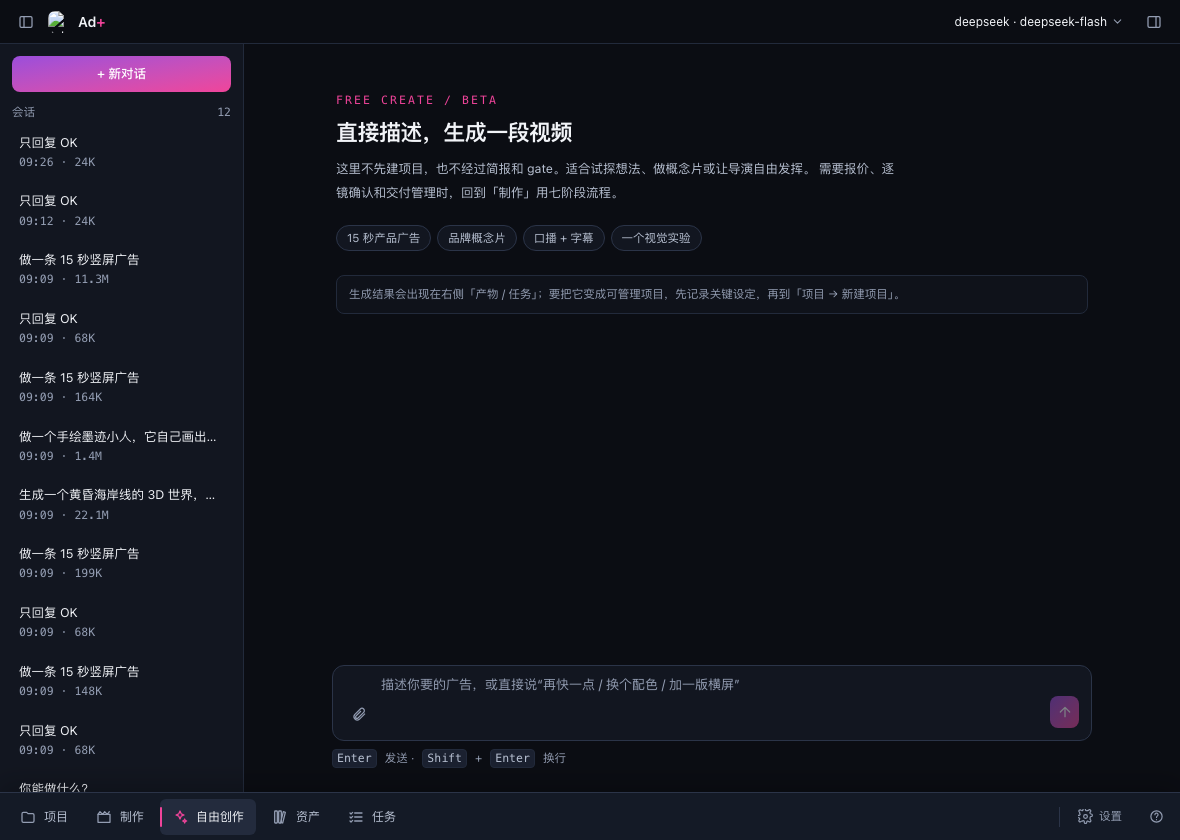 Ad+
deepseek · deepseek-flash
+ 新对话
会话 12
只回复 OK
09:26 · 24K
只回复 OK
09:12 · 24K
做一条 15 秒竖屏广告
09:09 · 11.3M
只回复 OK
09:09 · 68K
做一条 15 秒竖屏广告
09:09 · 164K
做一个手绘墨迹小人，它自己画出...
09:09 · 1.4M
生成一个黄昏海岸线的 3D 世界，...
09:09 · 22.1M
做一条 15 秒竖屏广告
09:09 · 199K
只回复 OK
09:09 · 68K
做一条 15 秒竖屏广告
09:09 · 148K
只回复 OK
09:09 · 68K
你能做什么?
FREE CREATE / BETA
直接描述，生成一段视频
这里不先建项目，也不经过简报和 gate。适合试探想法、做概念片或让导演自由发挥。 需要报价、逐
镜确认和交付管理时，回到「制作」用七阶段流程。
15 秒产品广告
品牌概念片
口播 + 字幕
一个视觉实验
生成结果会出现在右侧「产物 / 任务」；要把它变成可管理项目，先记录关键设定，再到「项目 → 新建项目」。
描述你要的广告，或直接说“再快一点 / 换个配色 / 加一版横屏”
Enter 发送 · Shift + Enter 换行
项目
制作
自由创作
资产
任务
设置